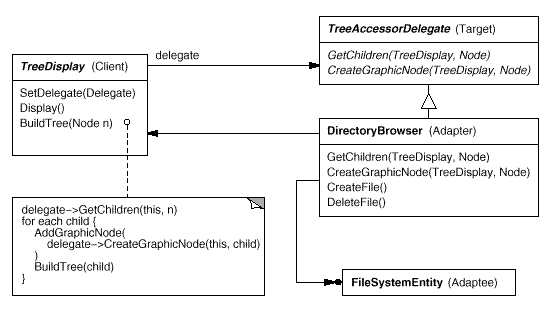 TreeAccessorDelegate (Target)
GetChildren(TreeDisplay, Node)
CreateGraphicNode(TreeDisplay, Node)
delegate
TreeDisplay (Client)
SetDelegate(Delegate)
Display()
BuildTree(Node n)
DirectoryBrowser (Adapter)
GetChildren(TreeDisplay, Node)
CreateGraphicNode(TreeDisplay, Node)
CreateFile()
DeleteFile()
delegate->GetChildren(this, n)
for each child {
AddGraphicNode(
delegate->CreateGraphicNode(this, child)
)
BuildTree(child)
}
FileSystemEntity (Adaptee)